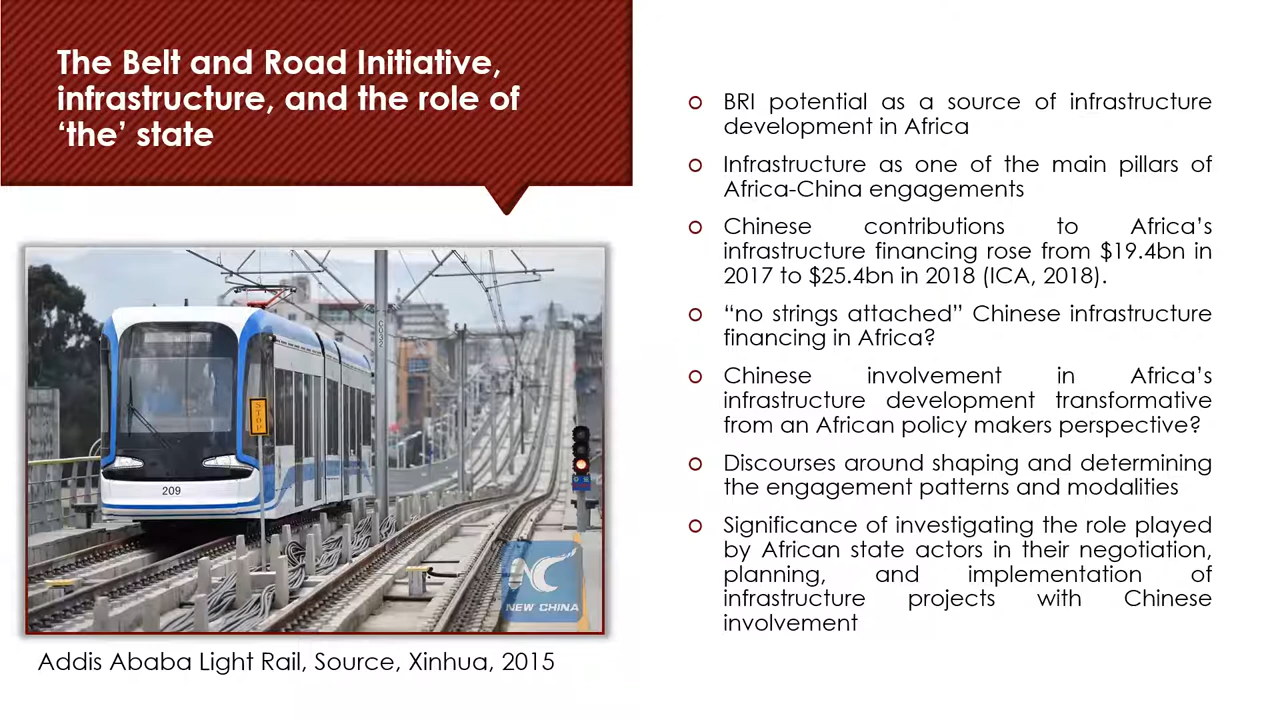 The Belt and Road Initiative,
infrastructure, and the role of
‘the’ state
BRI potential as a source of infrastructure
development in Africa
Infrastructure as one of the main pillars of
Africa-China engagements
Chinese contributions to Africa’s
infrastructure financing rose from $19.4bn in
2017 to $25.4bn in 2018 (ICA, 2018).
“no strings attached” Chinese infrastructure
financing in Africa?
Chinese involvement in Africa’s
infrastructure development transformative
from an African policy makers perspective?
Discourses around shaping and determining
the engagement patterns and modalities
Significance of investigating the role played
by African state actors in their negotiation,
planning, and implementation of
infrastructure projects with Chinese
involvement
STOP
209
NEW CHINA
Addis Ababa Light Rail, Source, Xinhua, 2015